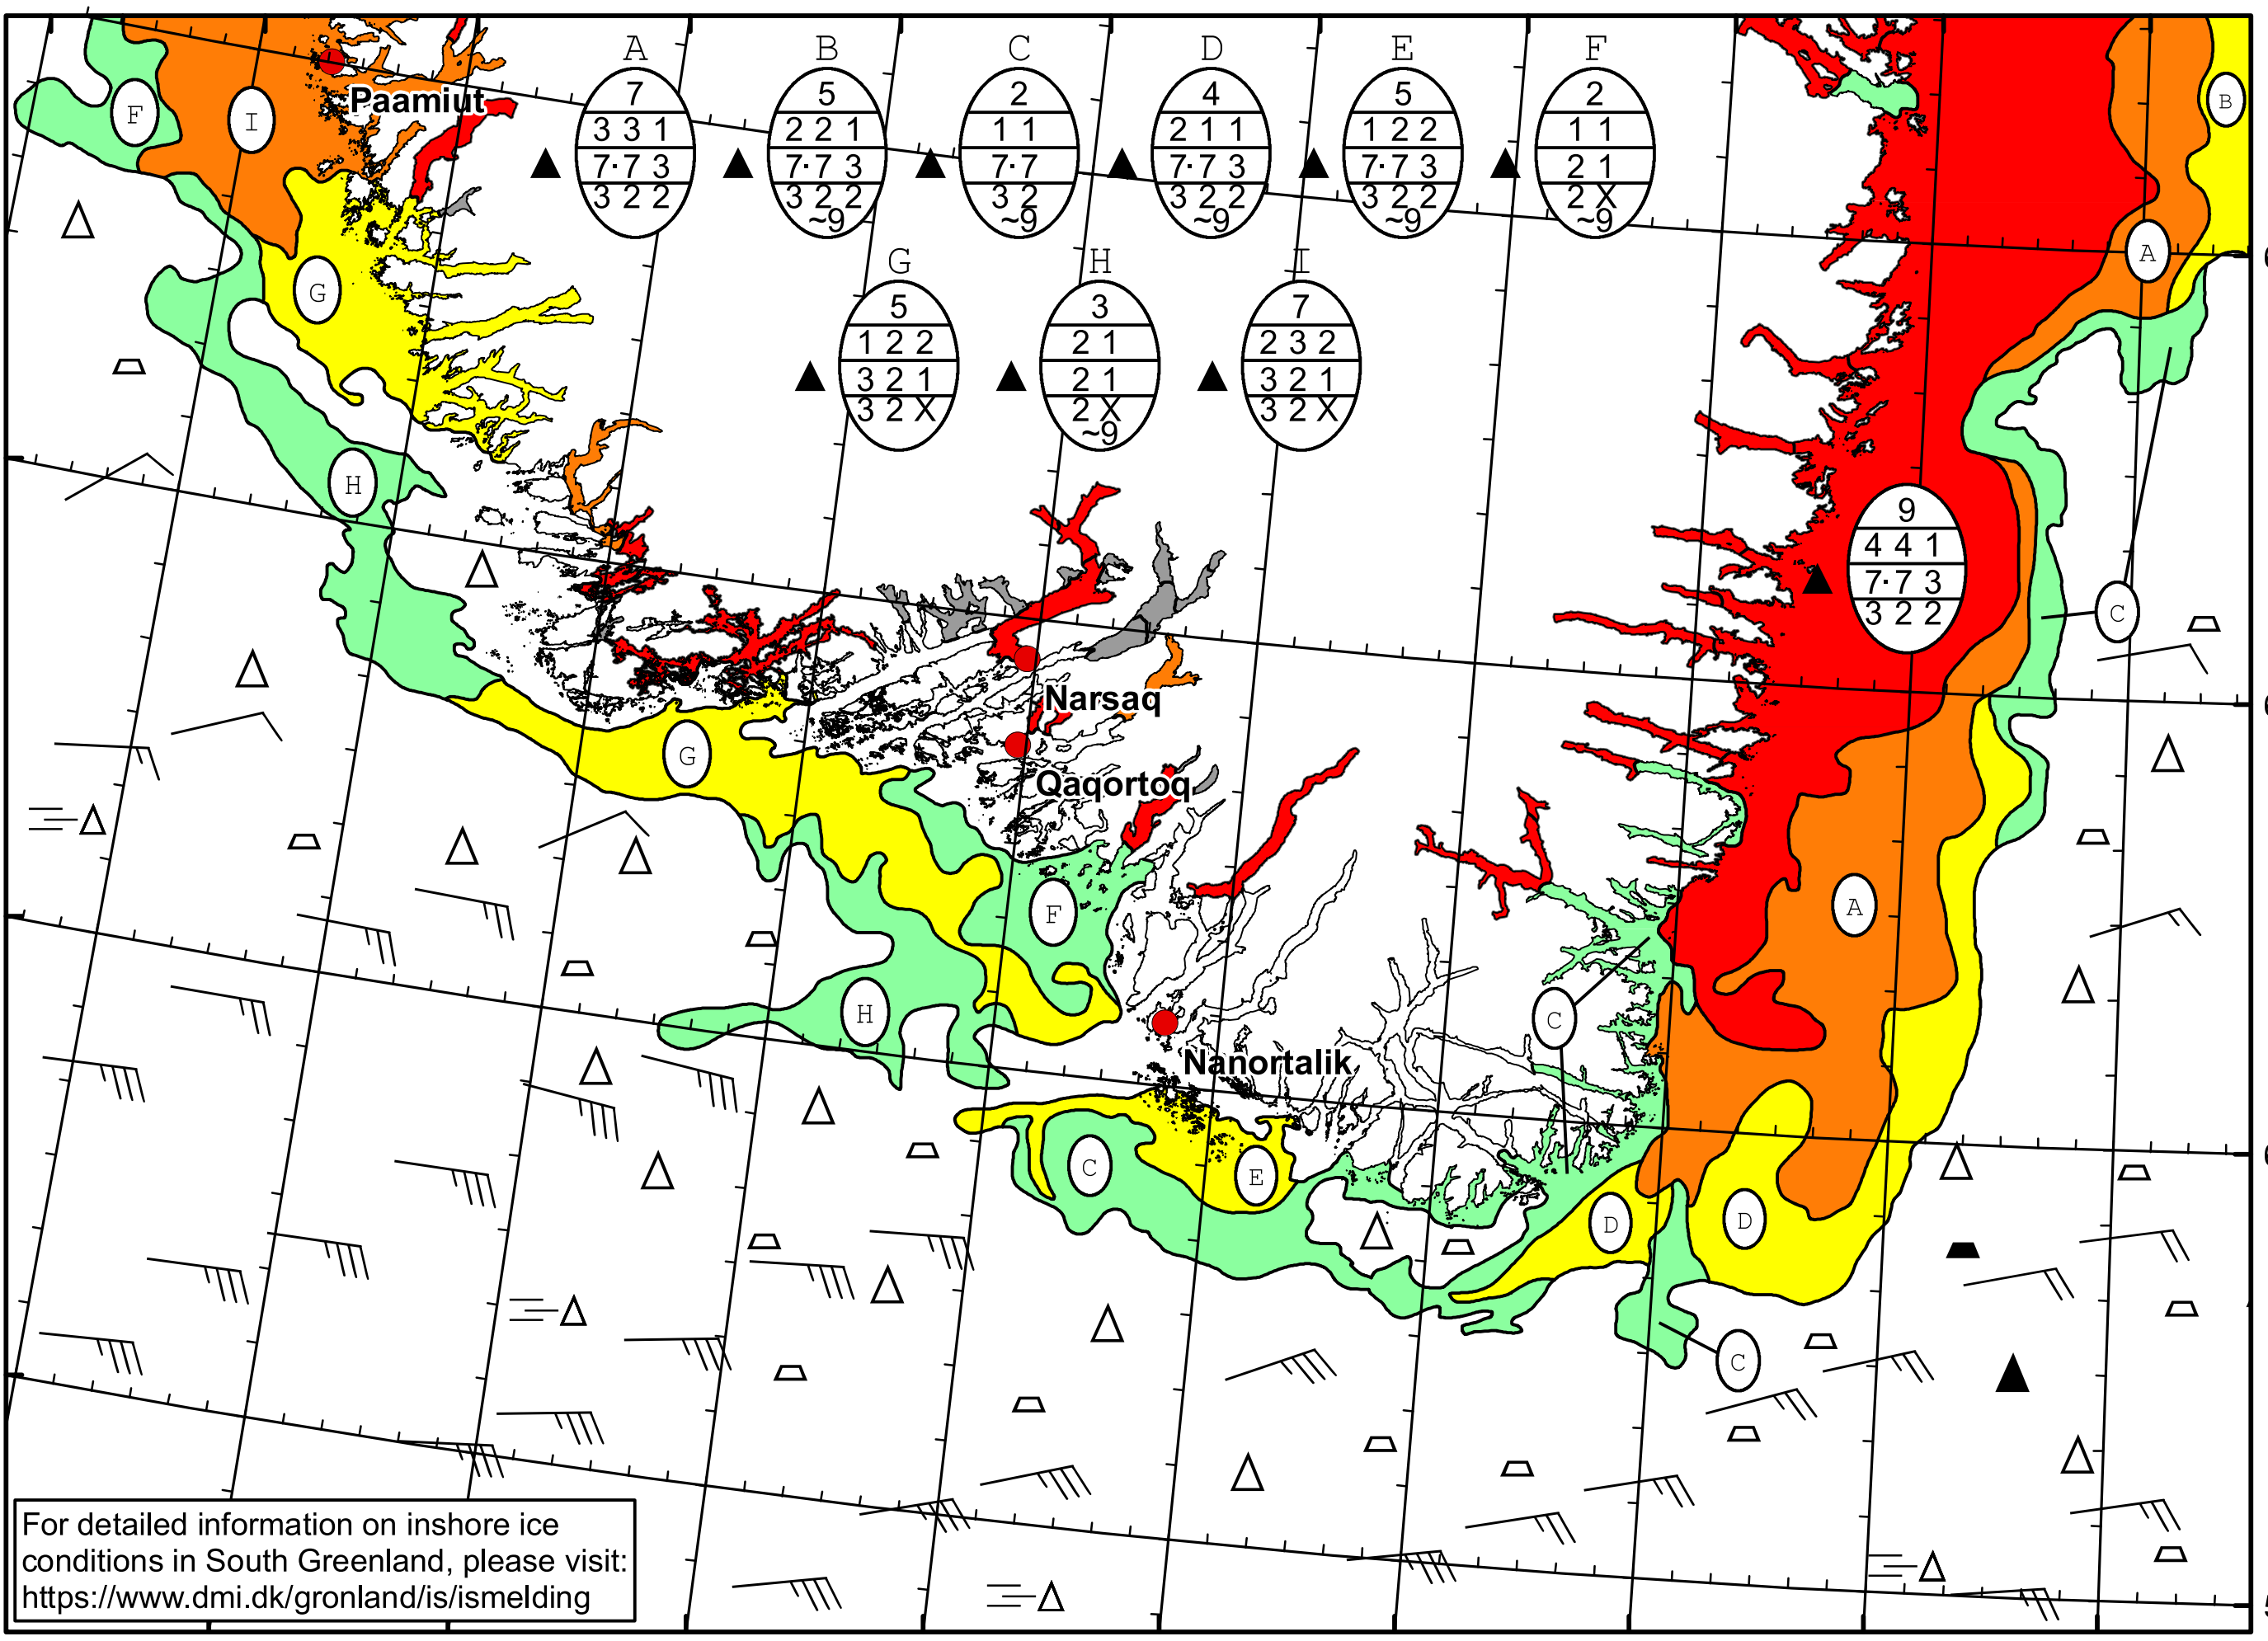 A B C D E F
7
3 3 1
7· 7 3
3 2 2
5
2 2 1
7· 7 3
3 2 2
~9
2
1 1
7· 7
3 2
~9
4
2 1 1
7· 7 3
3 2 2
~9
5
1 2 2
7· 7 3
3 2 2
~9
2
1 1
2 1
2 X
~9
G H I
5
1 2 2
3 2 1
3 2 X
3
2 1
2 1
2 X
~9
7
2 3 2
3 2 1
3 2 X
F
I
Paamiut
B
A
G
H
9
4 4 1
7· 7 3
3 2 2
C
Narsaq
G
Qaqortoq
F
A
H
C
Nanortalik
C
E
D
D
C
For detailed information on inshore ice
conditions in South Greenland, please visit:
https://www.dmi.dk/gronland/is/ismelding